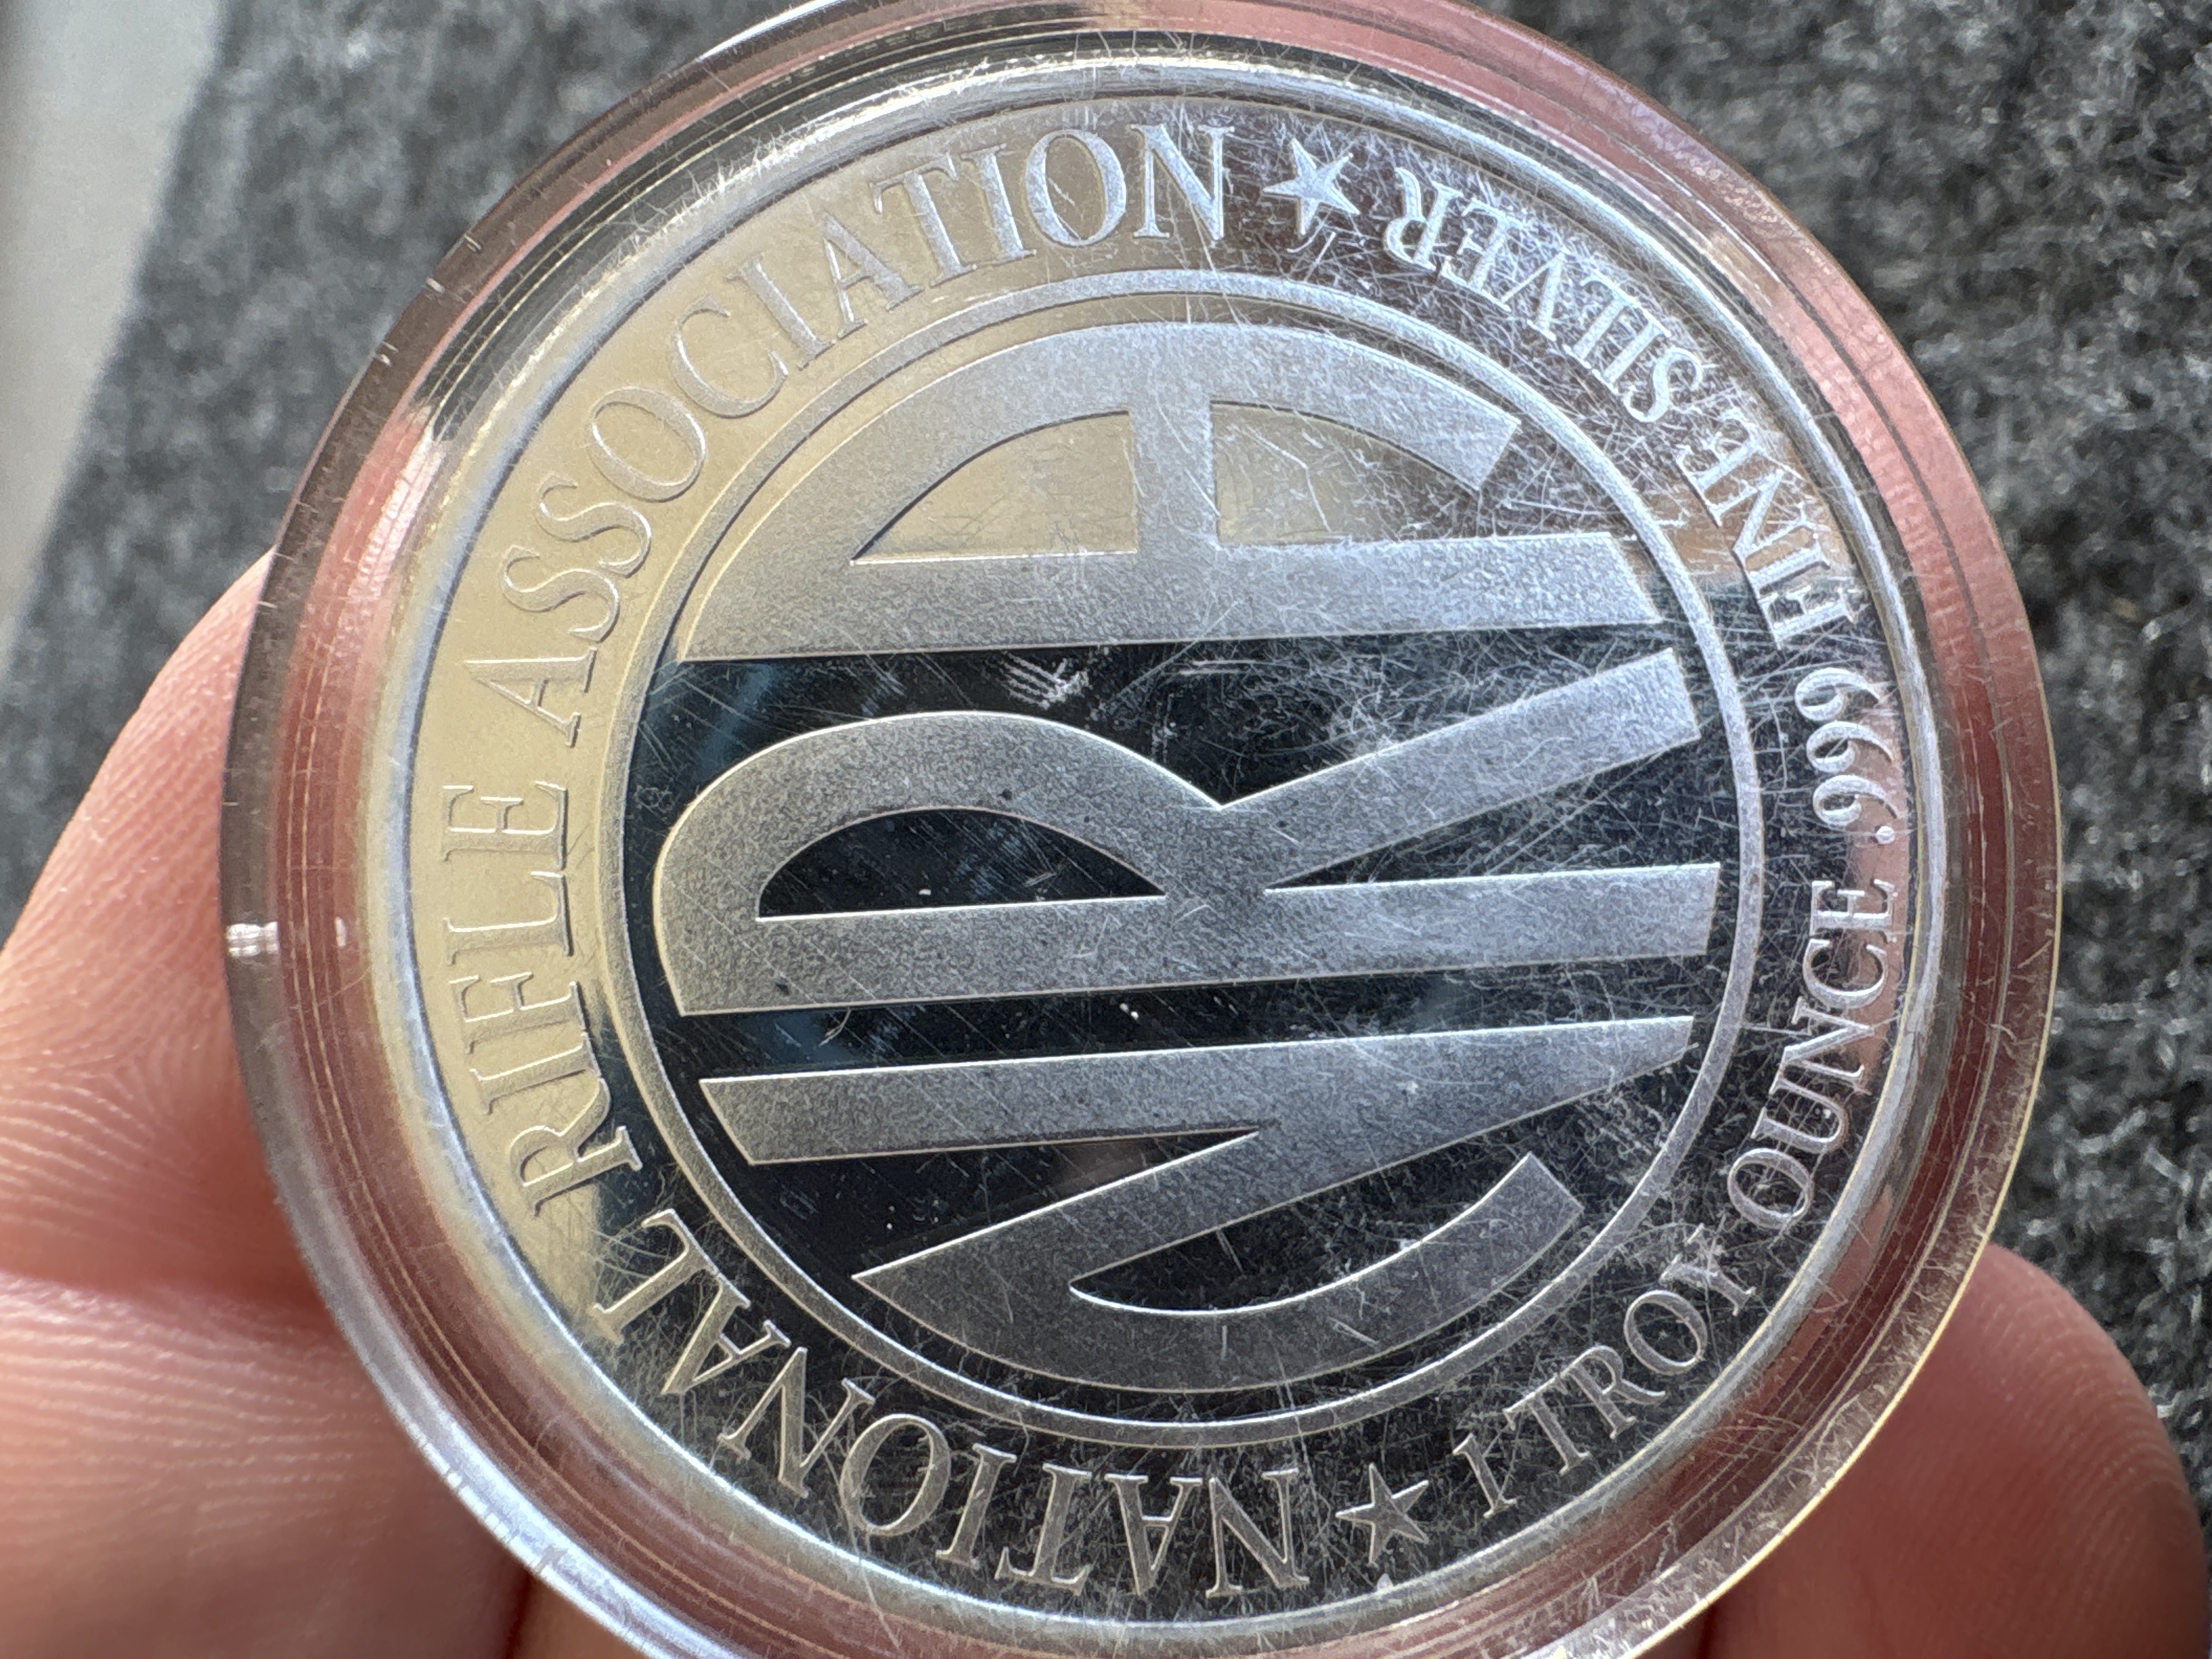 NATIONAL RIFLE ASSOCIATION
NRA
★ 1 TROY OUNCE .999 FINE SILVER ★